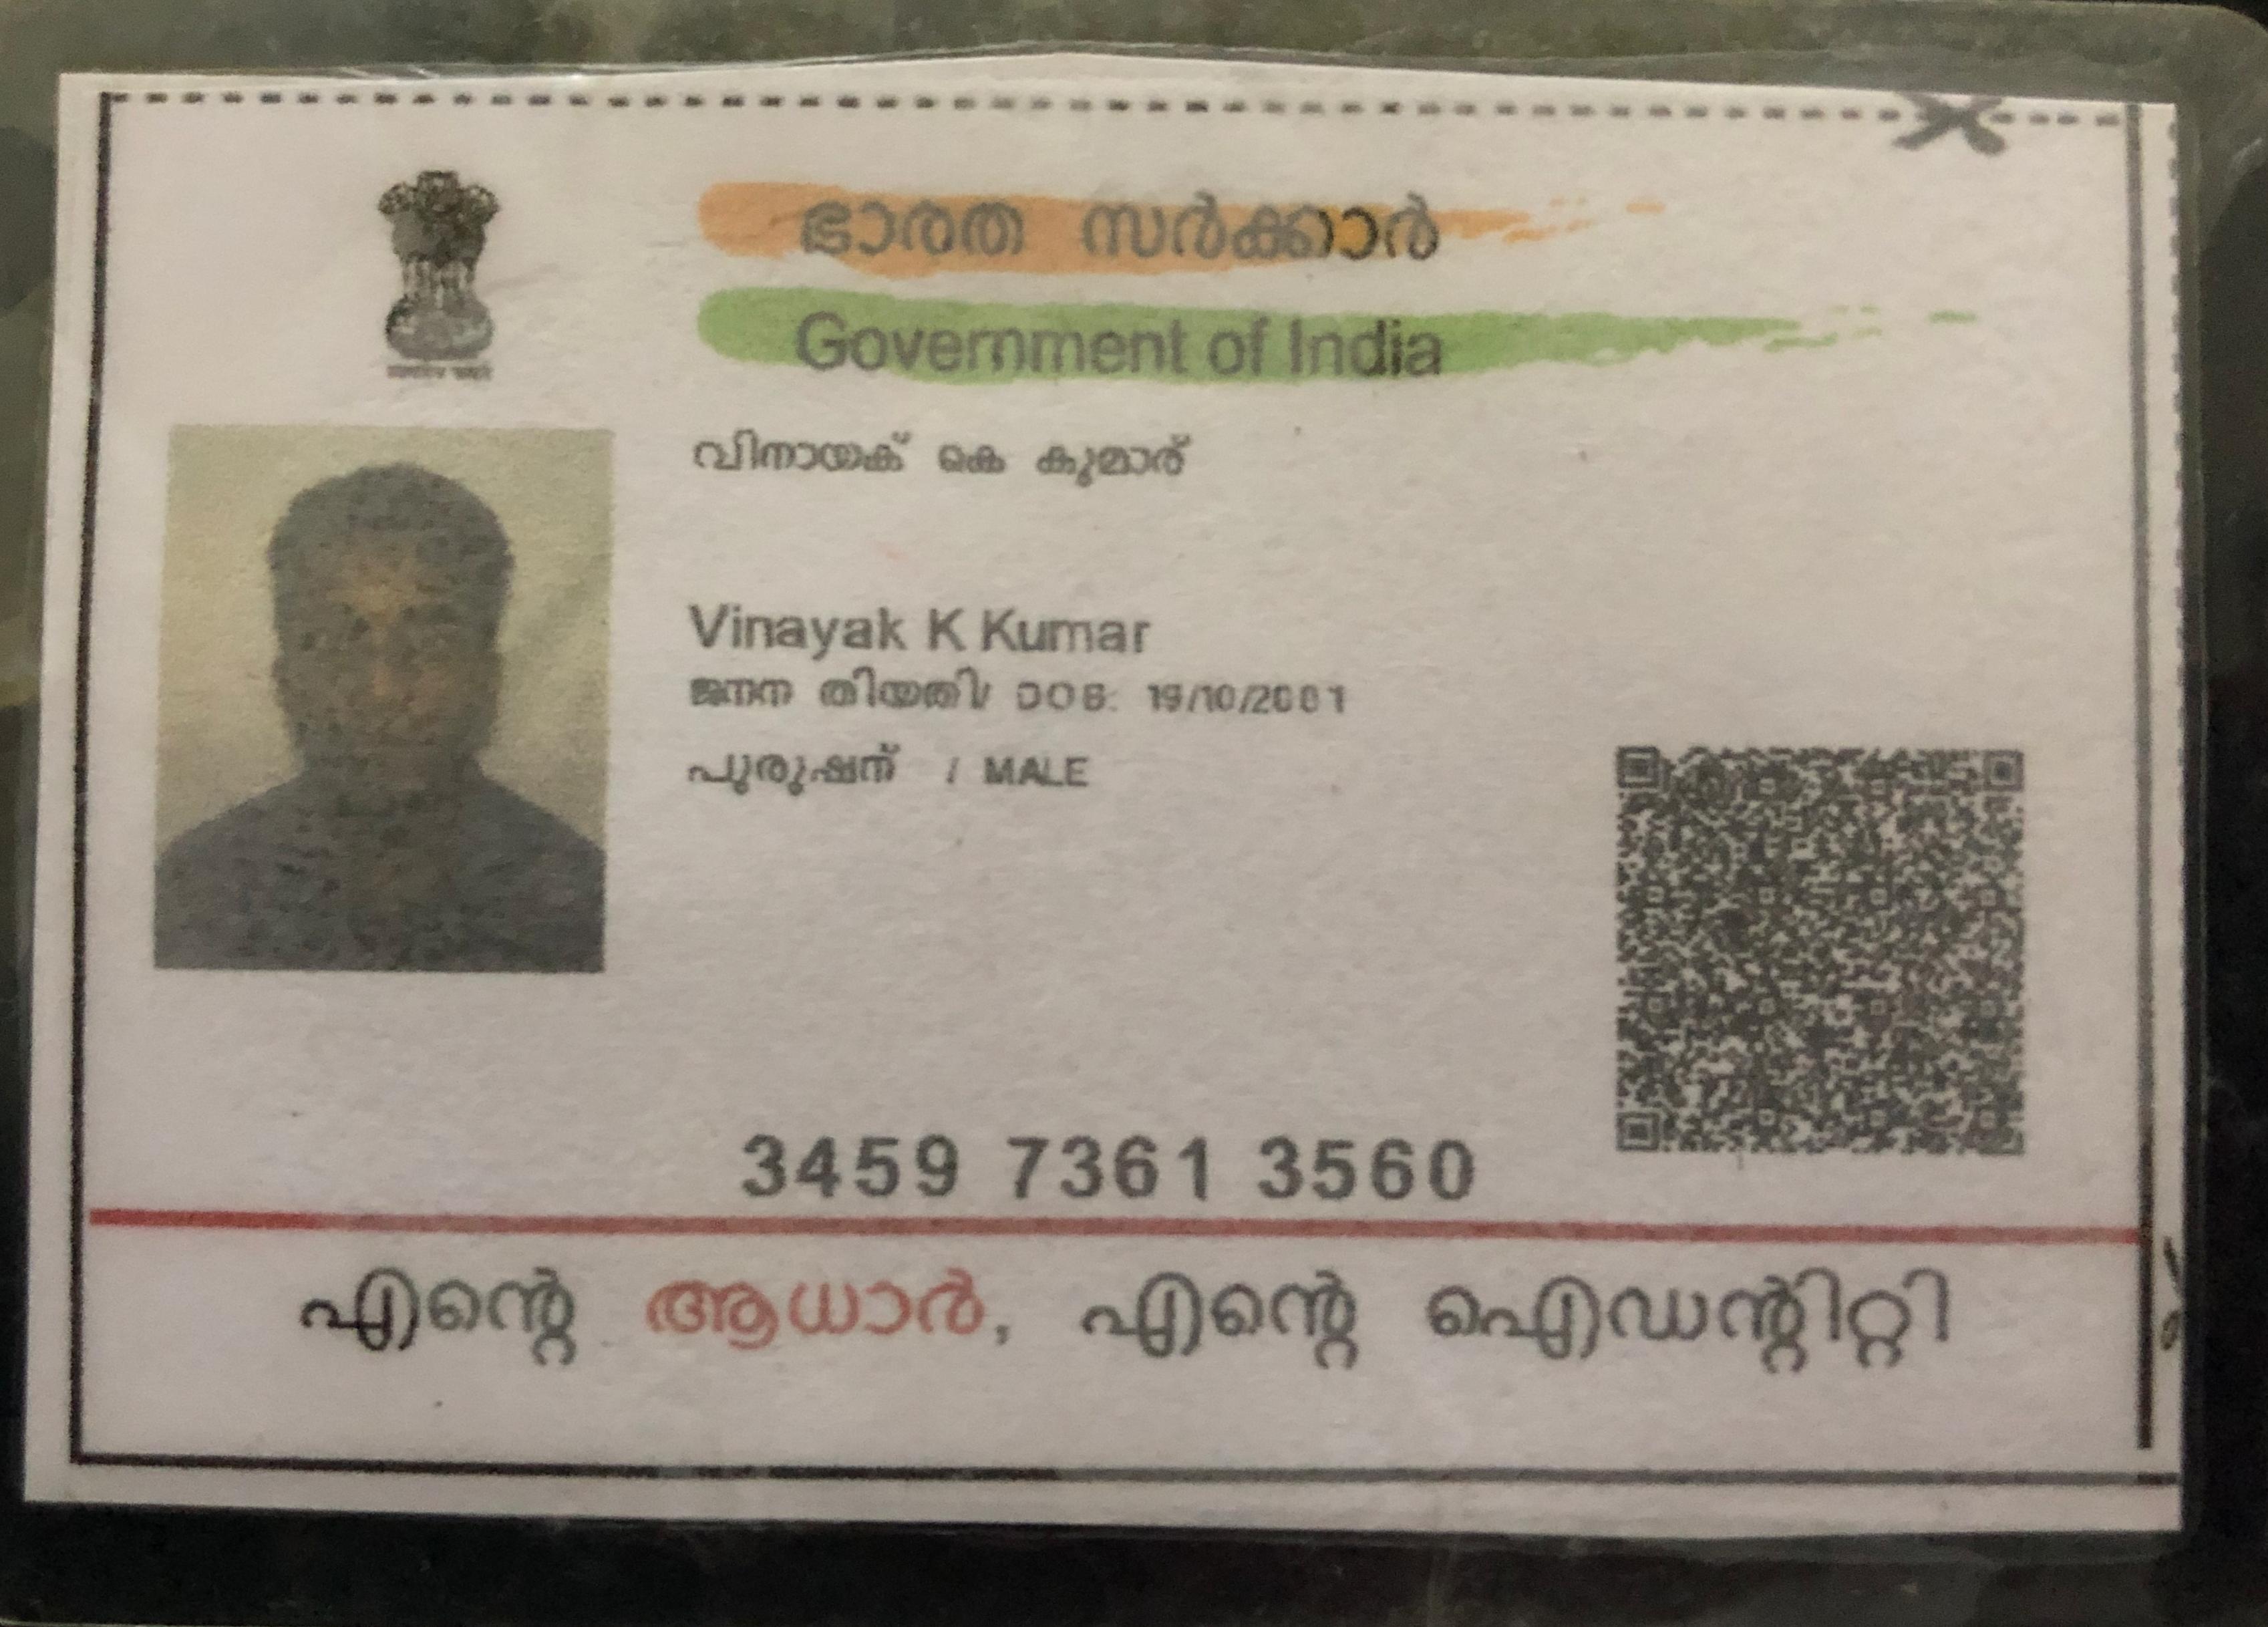 ഭാരത സർക്കാർ
Government of India
വിനായക് കെ കുമാര്
Vinayak K Kumar
ജനന തിയതി/ DOB: 19/10/2001
പുരുഷന് / MALE
3459 7361 3560
എന്റെ ആധാർ, എന്റെ ഐഡന്റിറ്റി